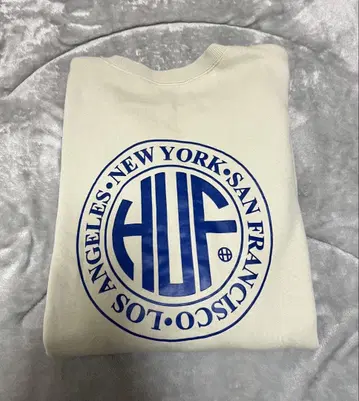 LOS ANGELES • NEW YORK • SAN FRANCISCO •
HUF